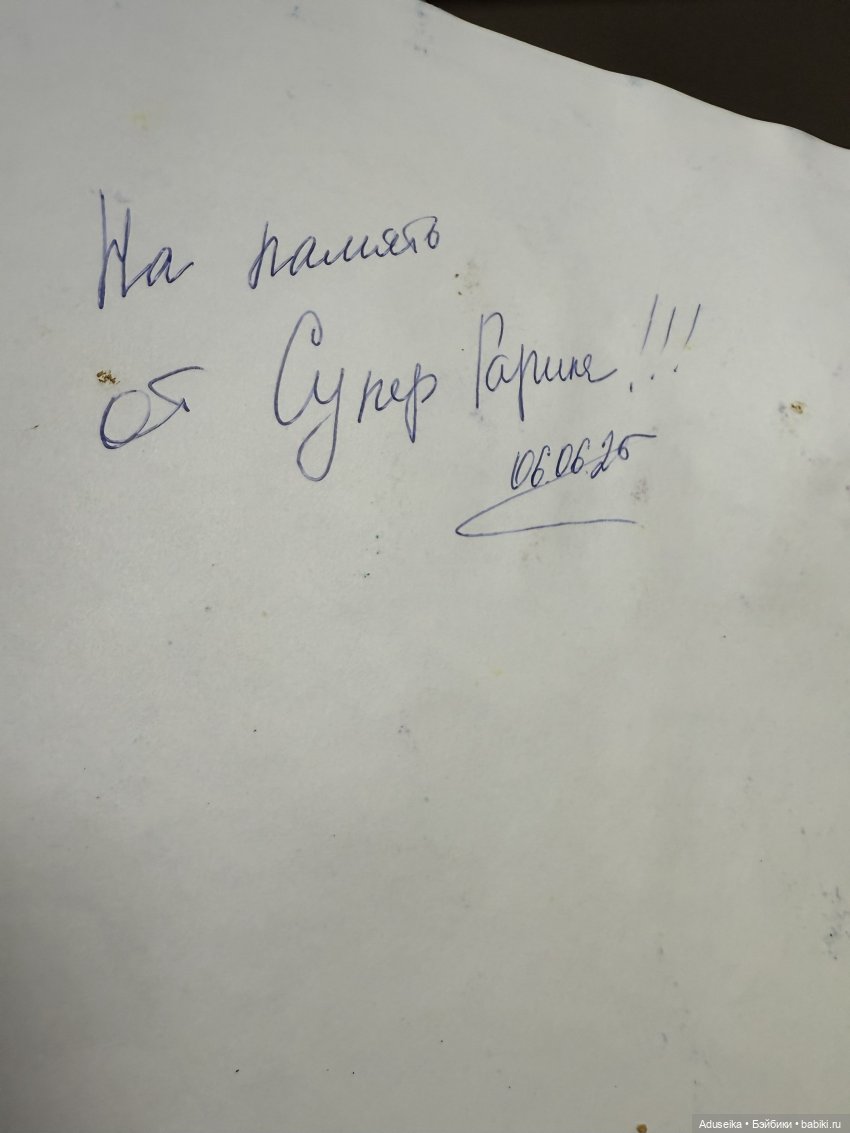 На память
от Супер Гарика!!!
06.06.25
Aduseika • Бэйбики • babiki.ru